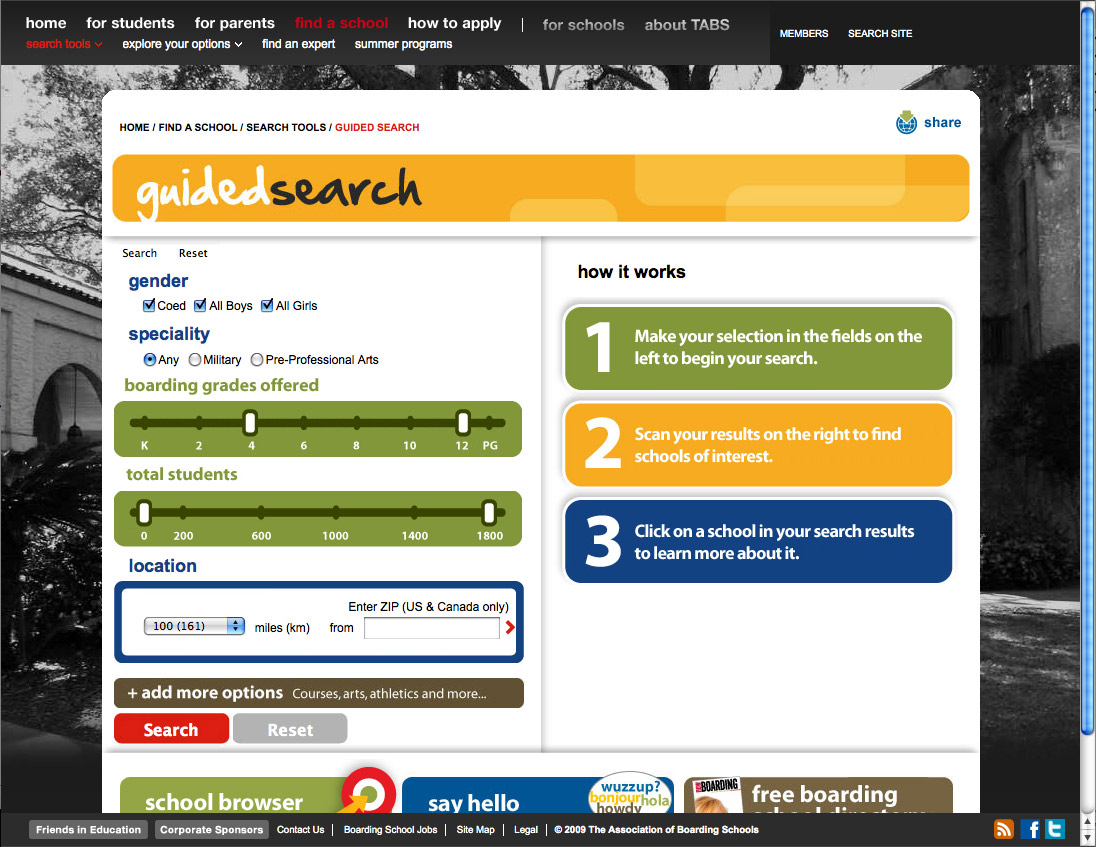 home for students for parents find a school how to apply | for schools about TABS
MEMBERS SEARCH SITE
search tools explore your options find an expert summer programs
HOME / FIND A SCHOOL / SEARCH TOOLS / GUIDED SEARCH
share
guidedsearch
Search Reset
gender
Coed All Boys All Girls
speciality
Any Military Pre-Professional Arts
boarding grades offered
K 2 4 6 8 10 12 PG
total students
0 200 600 1000 1400 1800
location
Enter ZIP (US & Canada only)
100 (161) miles (km) from
+ add more options Courses, arts, athletics and more...
Search Reset
how it works
1 Make your selection in the fields on the
left to begin your search.
2 Scan your results on the right to find
schools of interest.
3 Click on a school in your search results
to learn more about it.
school browser
say hello
wuzzup?
bonjour hola
howdy
BOARDING
free boarding
school directory
Friends in Education Corporate Sponsors Contact Us | Boarding School Jobs | Site Map | Legal | © 2009 The Association of Boarding Schools